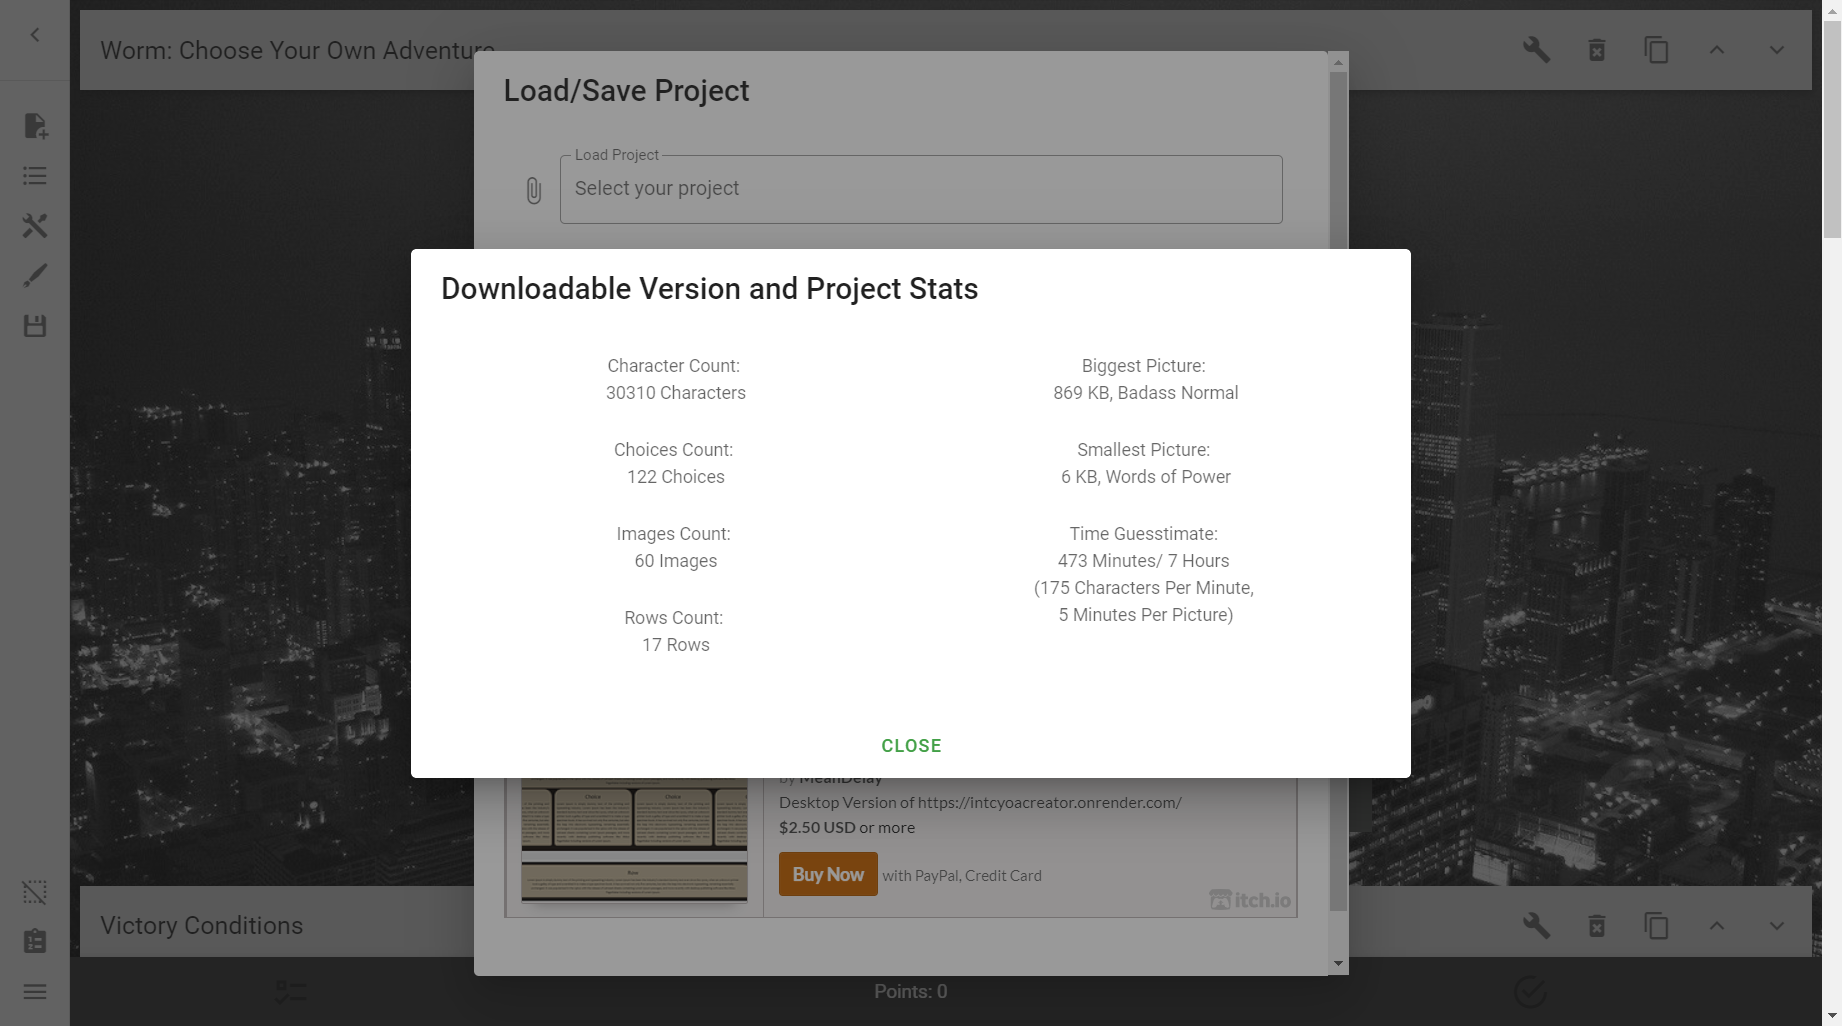 Worm: Choose Your Own Adventure
Load/Save Project
Load Project
Select your project
Downloadable Version and Project Stats
Character Count:
30310 Characters
Choices Count:
122 Choices
Images Count:
60 Images
Rows Count:
17 Rows
Biggest Picture:
869 KB, Badass Normal
Smallest Picture:
6 KB, Words of Power
Time Guesstimate:
473 Minutes/ 7 Hours
(175 Characters Per Minute,
5 Minutes Per Picture)
CLOSE
by MeanDelay
Desktop Version of https://intcyoacreator.onrender.com/
$2.50 USD or more
Buy Now with PayPal, Credit Card
itch.io
Choice
Choice
Row
Victory Conditions
Points: 0